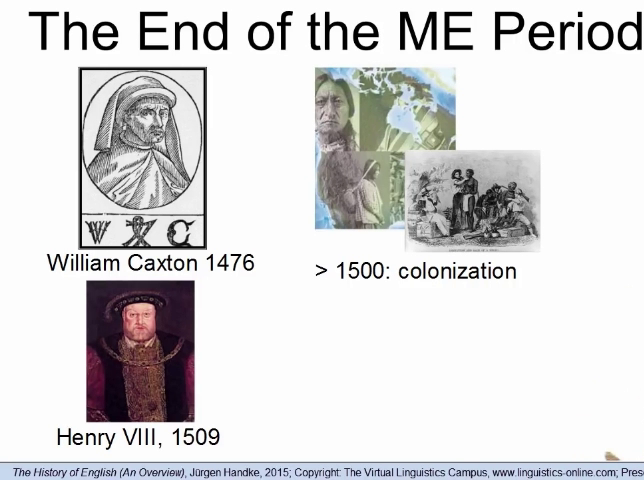 The End of the ME Period
W C
William Caxton 1476
> 1500: colonization
Henry VIII, 1509
The History of English (An Overview), Jürgen Handke, 2015; Copyright: The Virtual Linguistics Campus, www.linguistics-online.com; Pres